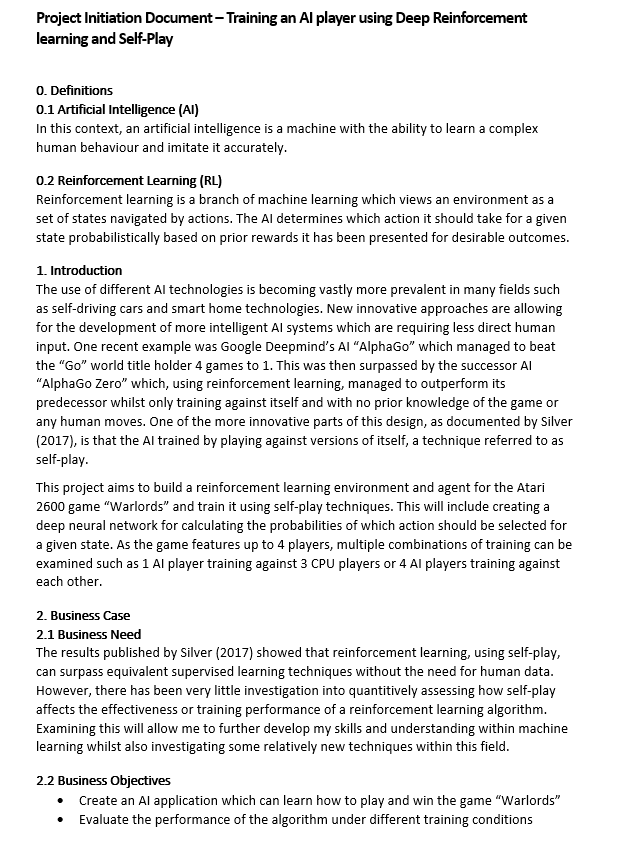 Project Initiation Document – Training an AI player using Deep Reinforcement
learning and Self-Play
0. Definitions
0.1 Artificial Intelligence (AI)
In this context, an artificial intelligence is a machine with the ability to learn a complex
human behaviour and imitate it accurately.
0.2 Reinforcement Learning (RL)
Reinforcement learning is a branch of machine learning which views an environment as a
set of states navigated by actions. The AI determines which action it should take for a given
state probabilistically based on prior rewards it has been presented for desirable outcomes.
1. Introduction
The use of different AI technologies is becoming vastly more prevalent in many fields such
as self-driving cars and smart home technologies. New innovative approaches are allowing
for the development of more intelligent AI systems which are requiring less direct human
input. One recent example was Google Deepmind's AI “AlphaGo” which managed to beat
the “Go” world title holder 4 games to 1. This was then surpassed by the successor AI
“AlphaGo Zero” which, using reinforcement learning, managed to outperform its
predecessor whilst only training against itself and with no prior knowledge of the game or
any human moves. One of the more innovative parts of this design, as documented by Silver
(2017), is that the AI trained by playing against versions of itself, a technique referred to as
self-play.
This project aims to build a reinforcement learning environment and agent for the Atari
2600 game “Warlords” and train it using self-play techniques. This will include creating a
deep neural network for calculating the probabilities of which action should be selected for
a given state. As the game features up to 4 players, multiple combinations of training can be
examined such as 1 AI player training against 3 CPU players or 4 AI players training against
each other.
2. Business Case
2.1 Business Need
The results published by Silver (2017) showed that reinforcement learning, using self-play,
can surpass equivalent supervised learning techniques without the need for human data.
However, there has been very little investigation into quantitively assessing how self-play
affects the effectiveness or training performance of a reinforcement learning algorithm.
Examining this will allow me to further develop my skills and understanding within machine
learning whilst also investigating some relatively new techniques within this field.
2.2 Business Objectives
• Create an AI application which can learn how to play and win the game “Warlords”
• Evaluate the performance of the algorithm under different training conditions